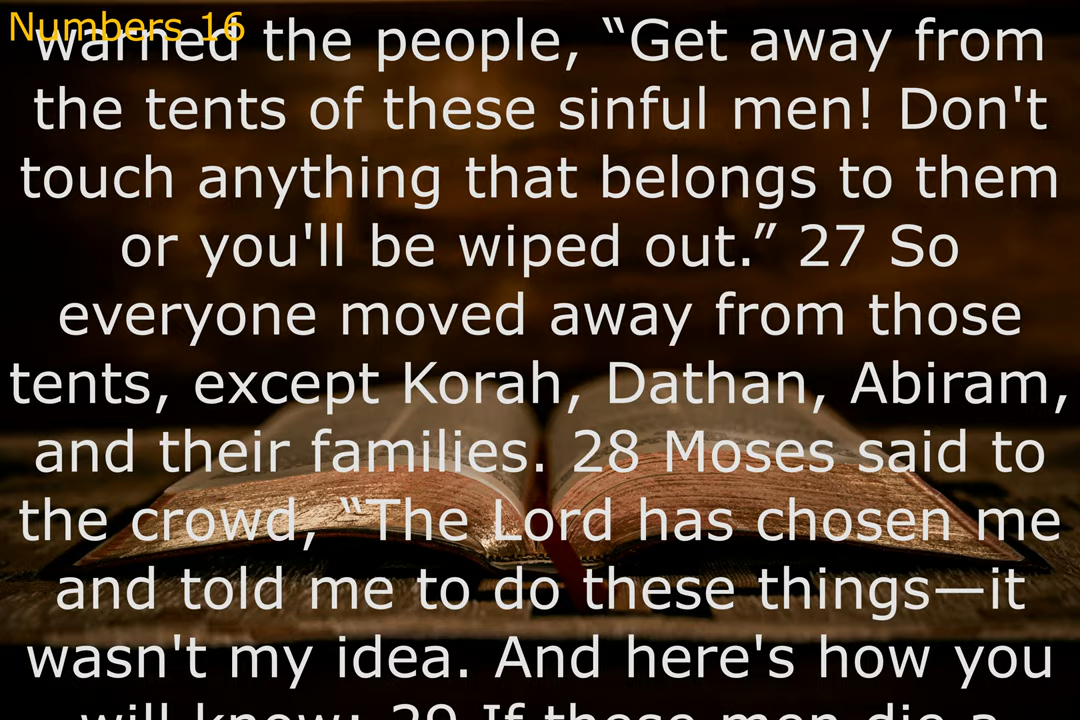 Numbers 16
warned the people, “Get away from
the tents of these sinful men! Don't
touch anything that belongs to them
or you'll be wiped out.” 27 So
everyone moved away from those
tents, except Korah, Dathan, Abiram,
and their families. 28 Moses said to
the crowd, “The Lord has chosen me
and told me to do these things—it
wasn't my idea. And here's how you
will know: 29 If these men die a